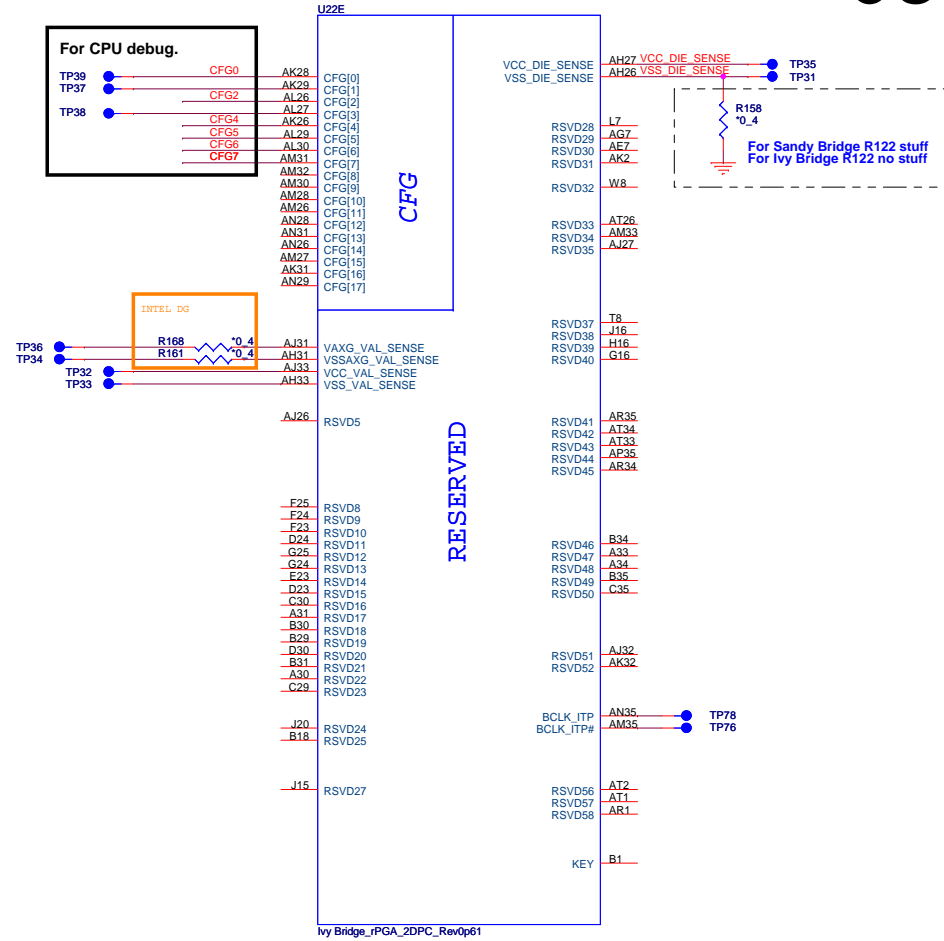 U22E
For CPU debug.
TP39 CFG0 AK28 CFG[0]
TP37 AK29 CFG[1]
CFG2 AL26 CFG[2]
TP38 AL27 CFG[3]
CFG4 AK26 CFG[4]
CFG5 AL29 CFG[5]
CFG6 AL30 CFG[6]
CFG7 AM31 CFG[7]
AM32 CFG[8]
AM30 CFG[9]
AM28 CFG[10]
AM26 CFG[11]
AN28 CFG[12]
AN31 CFG[13]
AN26 CFG[14]
AM27 CFG[15]
AK31 CFG[16]
AN29 CFG[17]
CFG
INTEL DG
TP36 R168 *0_4 AJ31 VAXG_VAL_SENSE
TP34 R161 *0_4 AH31 VSSAXG_VAL_SENSE
TP32 AJ33 VCC_VAL_SENSE
TP33 AH33 VSS_VAL_SENSE
AJ26 RSVD5
RESERVED
F25 RSVD8
F24 RSVD9
F23 RSVD10
D24 RSVD11
G25 RSVD12
G24 RSVD13
E23 RSVD14
D23 RSVD15
C30 RSVD16
A31 RSVD17
B30 RSVD18
B29 RSVD19
D30 RSVD20
B31 RSVD21
A30 RSVD22
C29 RSVD23
J20 RSVD24
B18 RSVD25
J15 RSVD27
VCC_DIE_SENSE AH27 VCC_DIE_SENSE TP35
VSS_DIE_SENSE AH26 VSS_DIE_SENSE TP31
R158
*0_4
For Sandy Bridge R122 stuff
For Ivy Bridge R122 no stuff
RSVD28 L7
RSVD29 AG7
RSVD30 AE7
RSVD31 AK2
RSVD32 W8
RSVD33 AT26
RSVD34 AM33
RSVD35 AJ27
RSVD37 T8
RSVD38 J16
RSVD39 H16
RSVD40 G16
RSVD41 AR35
RSVD42 AT34
RSVD43 AT33
RSVD44 AP35
RSVD45 AR34
RSVD46 B34
RSVD47 A33
RSVD48 A34
RSVD49 B35
RSVD50 C35
RSVD51 AJ32
RSVD52 AK32
BCLK_ITP AN35 TP78
BCLK_ITP# AM35 TP76
RSVD56 AT2
RSVD57 AT1
RSVD58 AR1
KEY B1
Ivy Bridge_rPGA_2DPC_Rev0p61